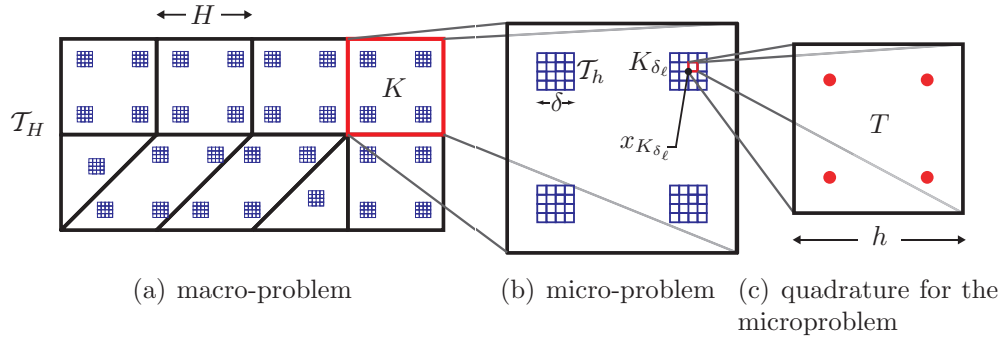 H
K
𝒯_H
𝒯_h
K_{δ_ℓ}
δ
x_{K_{δ_ℓ}}
T
h
(a) macro-problem
(b) micro-problem
(c) quadrature for the
microproblem